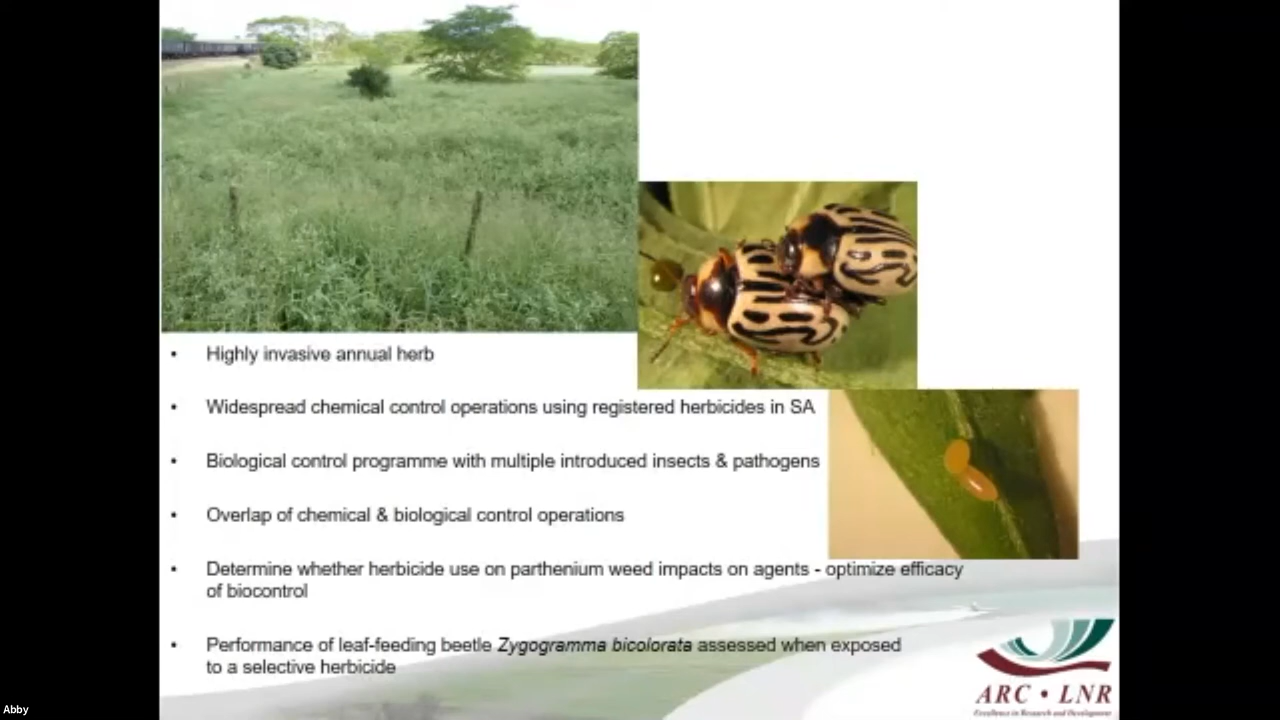 • Highly invasive annual herb
• Widespread chemical control operations using registered herbicides in SA
• Biological control programme with multiple introduced insects & pathogens
• Overlap of chemical & biological control operations
• Determine whether herbicide use on parthenium weed impacts on agents - optimize efficacy
of biocontrol
• Performance of leaf-feeding beetle Zygogramma bicolorata assessed when exposed
to a selective herbicide
ARC • LNR
Excellence in Research and Development
Abby